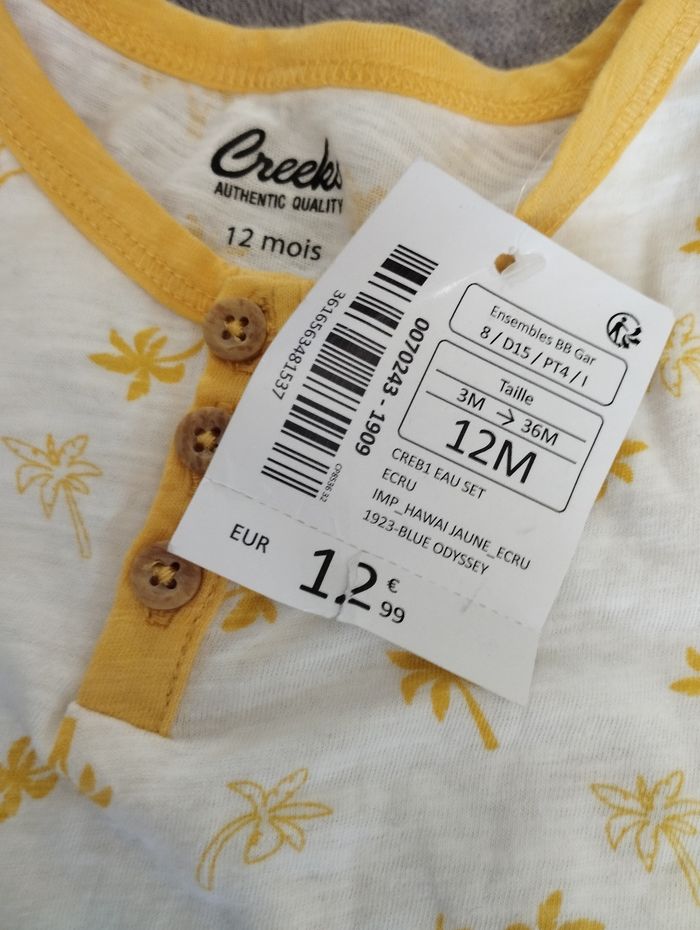 Creeks
AUTHENTIC QUALITY
12 mois
3616563481537
0070243 - 1909
Ensembles BB Gar
8 / D15 / PT4 / I
Taille
3M → 36M
12M
CREB1 EAU SET
ECRU
IMP_HAWAI JAUNE_ECRU
1923-BLUE ODYSSEY
EUR
12 €
99